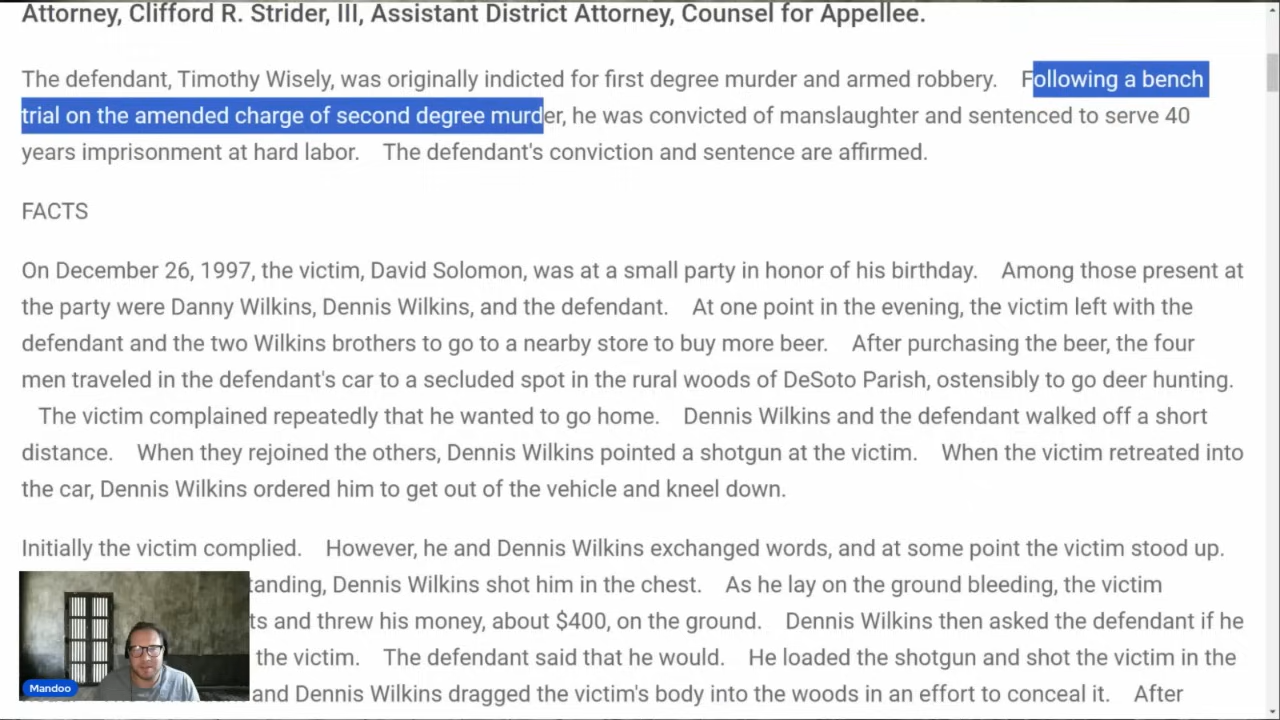 Attorney, Clifford R. Strider, III, Assistant District Attorney, Counsel for Appellee.
The defendant, Timothy Wisely, was originally indicted for first degree murder and armed robbery. Following a bench
trial on the amended charge of second degree murder, he was convicted of manslaughter and sentenced to serve 40
years imprisonment at hard labor. The defendant's conviction and sentence are affirmed.
FACTS
On December 26, 1997, the victim, David Solomon, was at a small party in honor of his birthday. Among those present at
the party were Danny Wilkins, Dennis Wilkins, and the defendant. At one point in the evening, the victim left with the
defendant and the two Wilkins brothers to go to a nearby store to buy more beer. After purchasing the beer, the four
men traveled in the defendant's car to a secluded spot in the rural woods of DeSoto Parish, ostensibly to go deer hunting.
The victim complained repeatedly that he wanted to go home. Dennis Wilkins and the defendant walked off a short
distance. When they rejoined the others, Dennis Wilkins pointed a shotgun at the victim. When the victim retreated into
the car, Dennis Wilkins ordered him to get out of the vehicle and kneel down.
Initially the victim complied. However, he and Dennis Wilkins exchanged words, and at some point the victim stood up.
tanding, Dennis Wilkins shot him in the chest. As he lay on the ground bleeding, the victim
ts and threw his money, about $400, on the ground. Dennis Wilkins then asked the defendant if he
the victim. The defendant said that he would. He loaded the shotgun and shot the victim in the
and Dennis Wilkins dragged the victim's body into the woods in an effort to conceal it. After
Mandoo